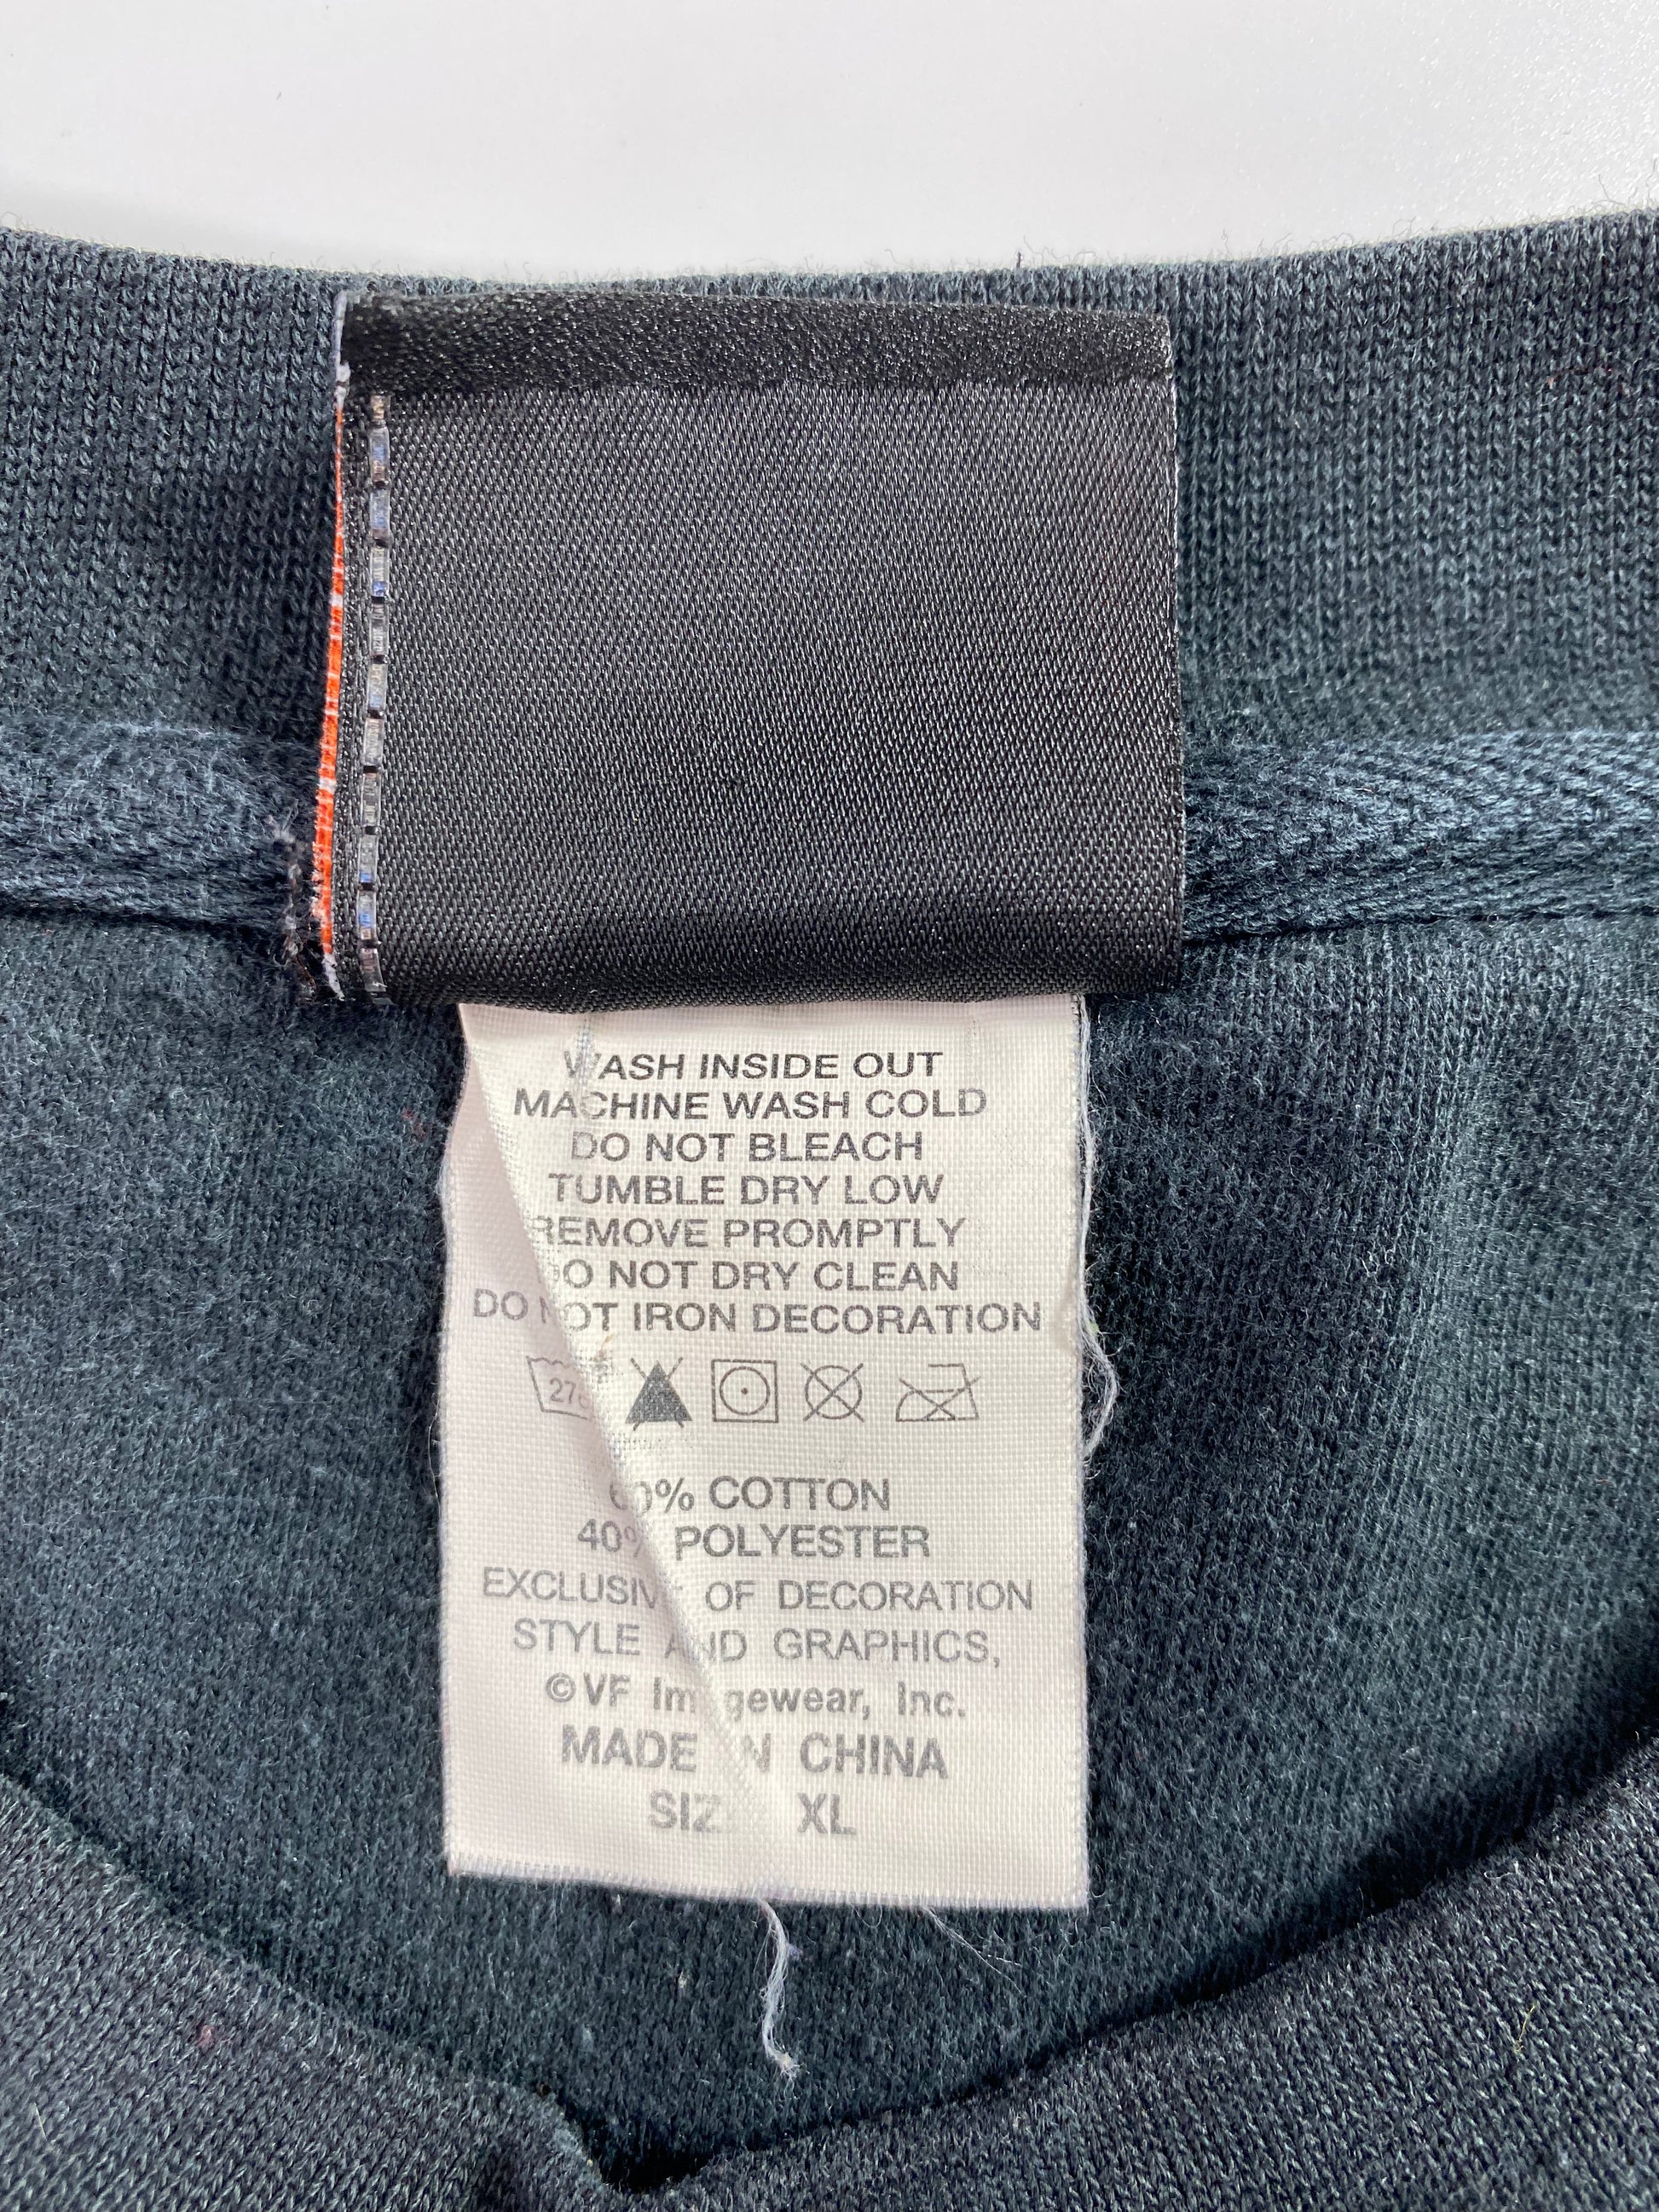 WASH INSIDE OUT
MACHINE WASH COLD
DO NOT BLEACH
TUMBLE DRY LOW
REMOVE PROMPTLY
DO NOT DRY CLEAN
DO NOT IRON DECORATION
27c
60% COTTON
40% POLYESTER
EXCLUSIVE OF DECORATION
STYLE AND GRAPHICS,
©VF Imagewear, Inc.
MADE IN CHINA
SIZE XL